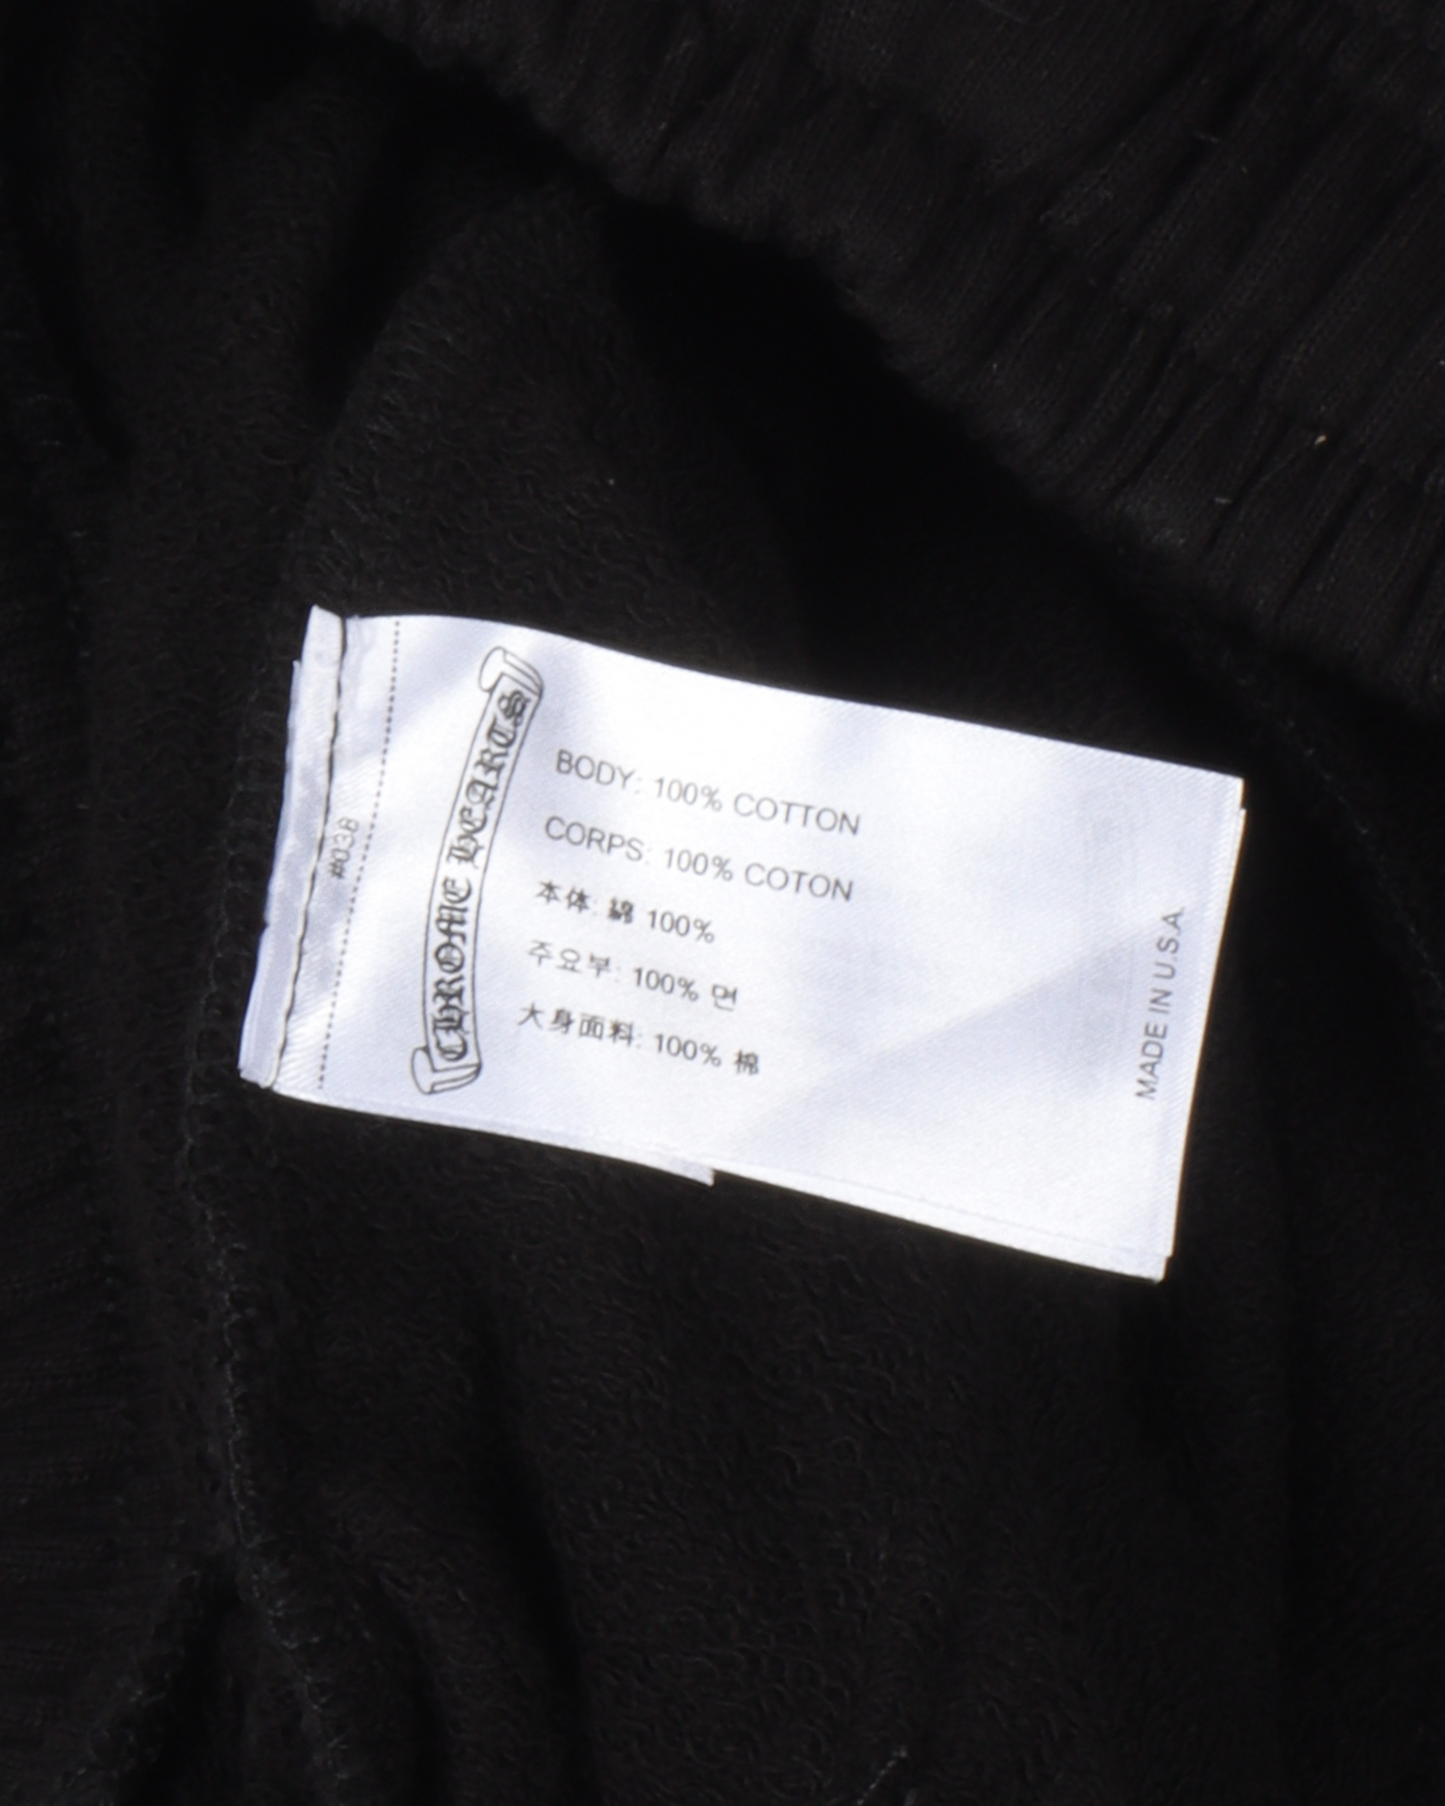 #038
CHROME HEARTS
BODY: 100% COTTON
CORPS: 100% COTON
本体: 綿 100%
주요부: 100% 면
大身面料: 100% 棉
MADE IN U.S.A.